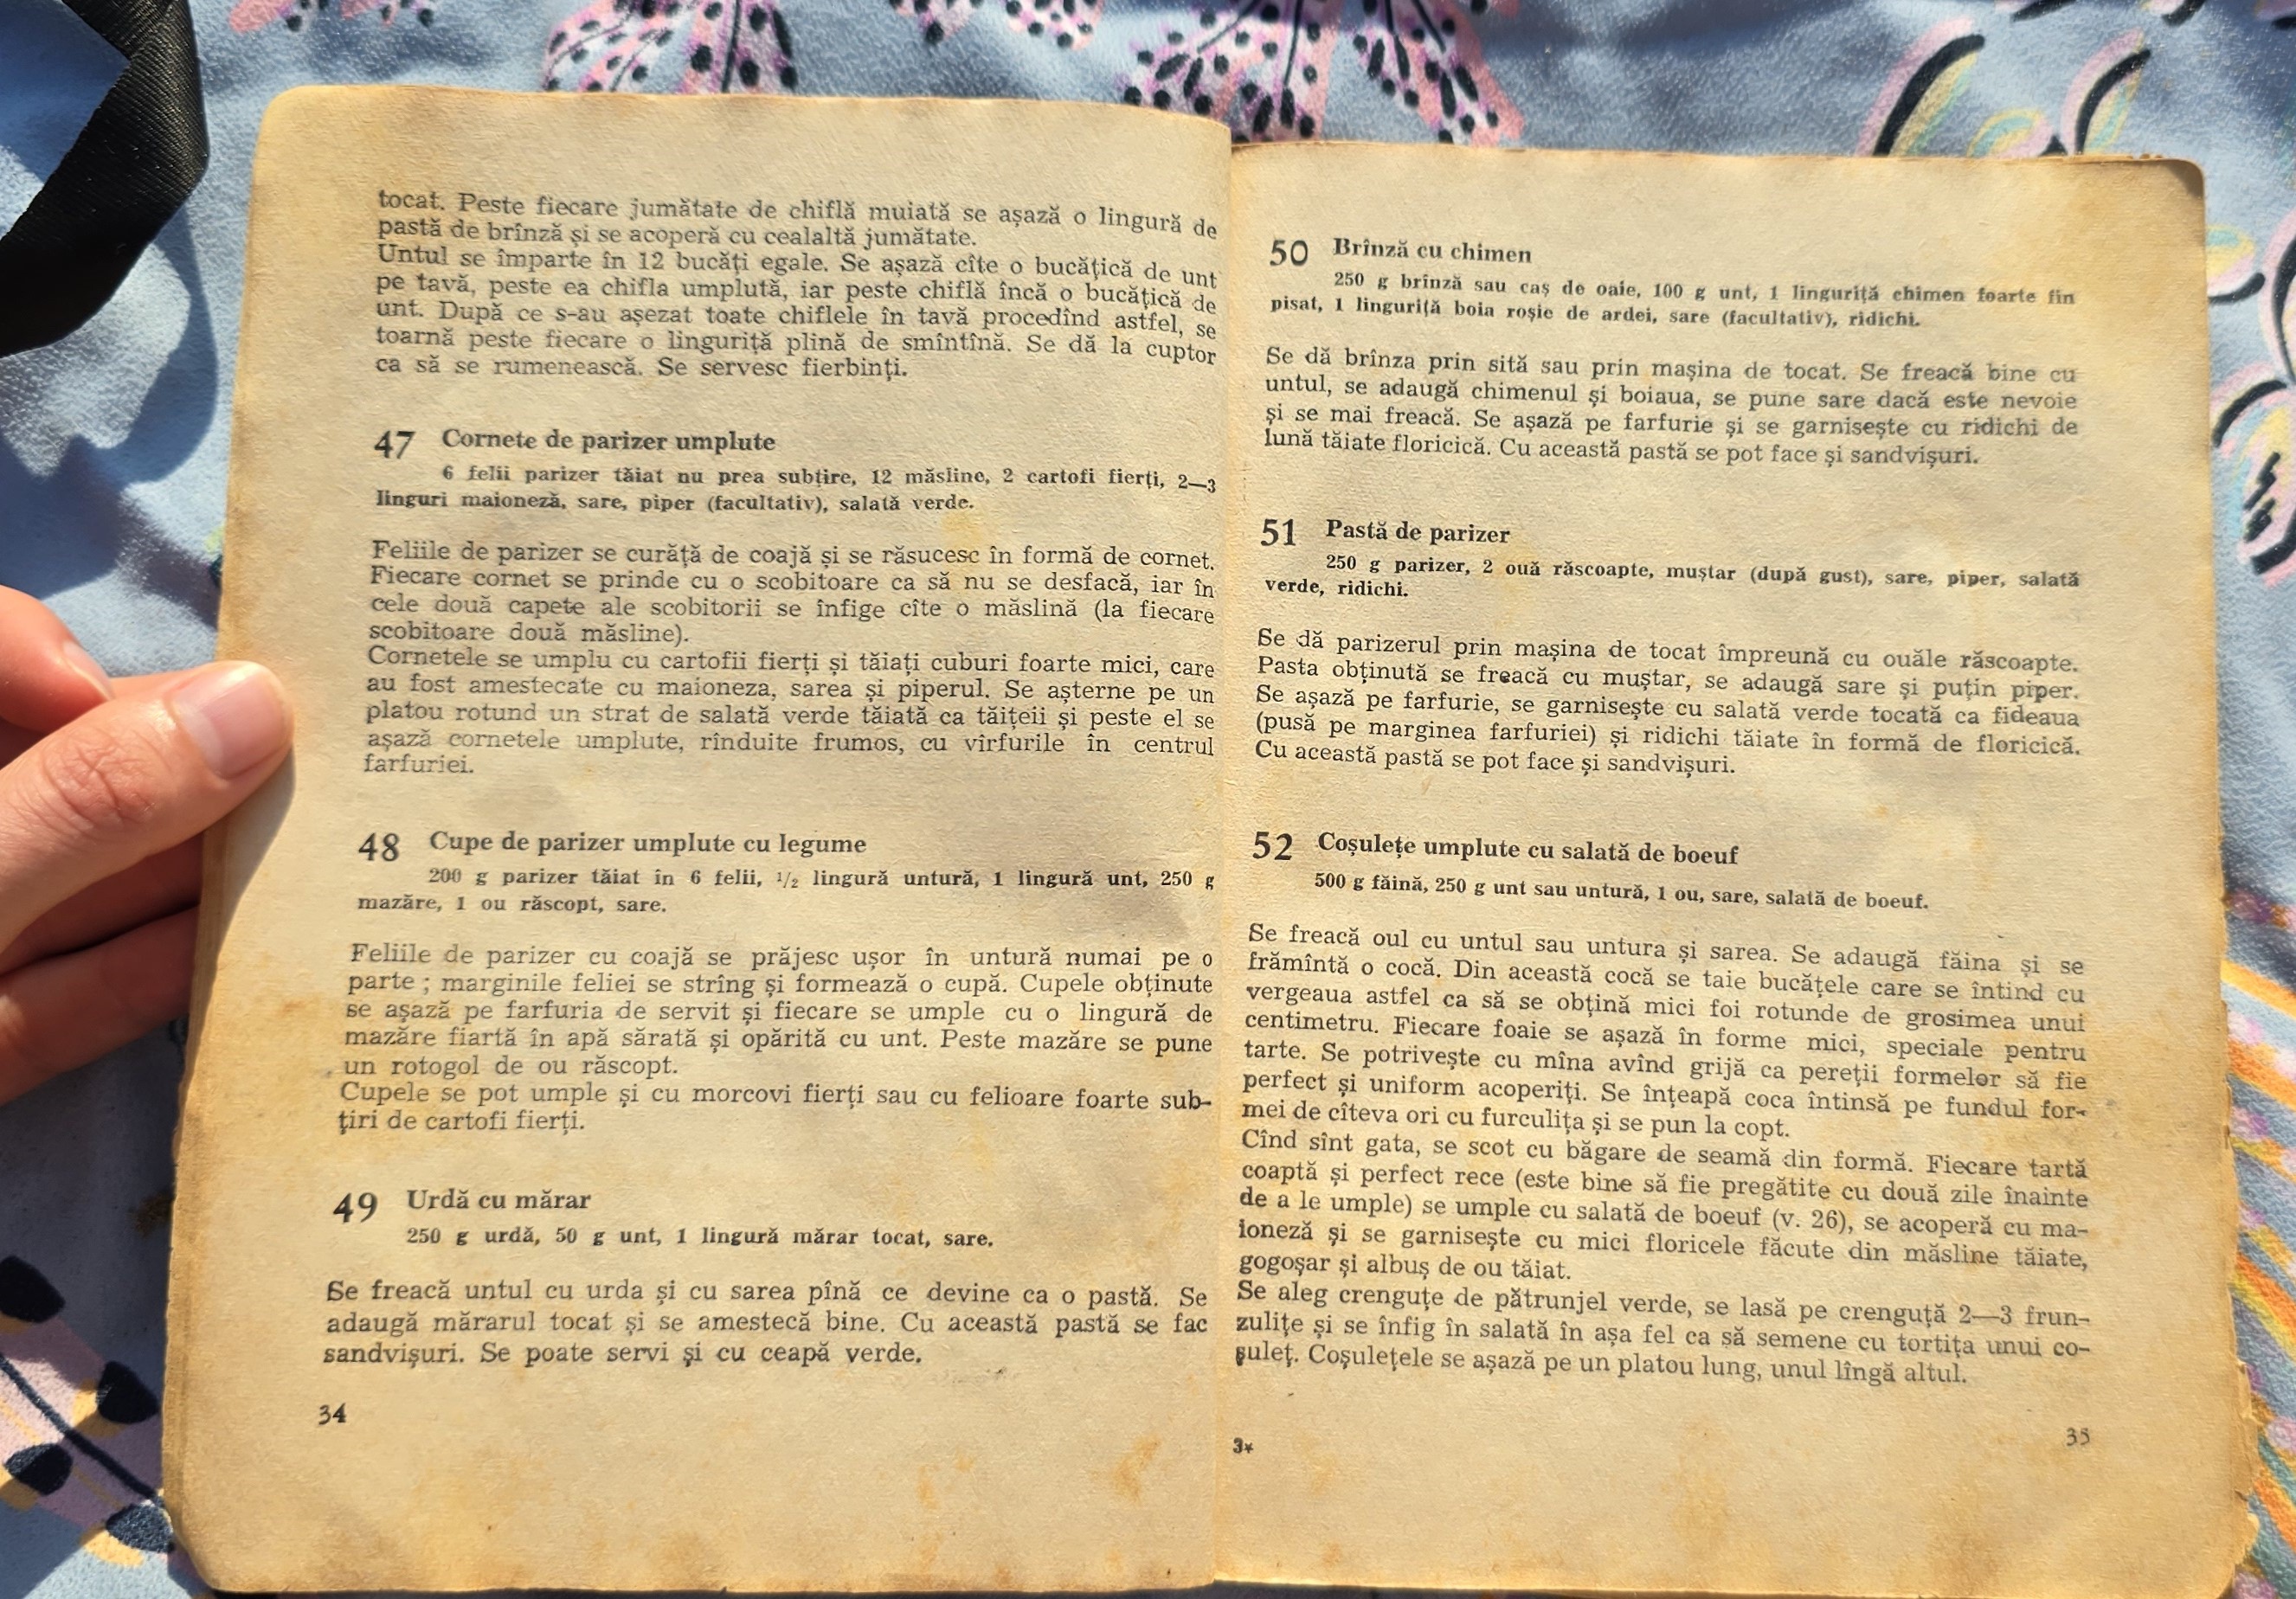 tocat. Peste fiecare jumătate de chiflă muiată se așază o lingură de
pastă de brînză și se acoperă cu cealaltă jumătate.
Untul se împarte în 12 bucăți egale. Se așază cîte o bucățică de unt
pe tavă, peste ea chifla umplută, iar peste chiflă încă o bucățică de
unt. După ce s-au așezat toate chiflele în tavă procedînd astfel, se
toarnă peste fiecare o linguriță plină de smîntînă. Se dă la cuptor
ca să se rumenească. Se servesc fierbinți.
47 Cornete de parizer umplute
6 felii parizer tăiat nu prea subțire, 12 măsline, 2 cartofi fierți, 2—3
linguri maioneză, sare, piper (facultativ), salată verde.
Feliile de parizer se curăță de coajă și se răsucesc în formă de cornet.
Fiecare cornet se prinde cu o scobitoare ca să nu se desfacă, iar în
cele două capete ale scobitorii se înfige cîte o măslină (la fiecare
scobitoare două măsline).
Cornetele se umplu cu cartofii fierți și tăiați cuburi foarte mici, care
au fost amestecate cu maioneza, sarea și piperul. Se așterne pe un
platou rotund un strat de salată verde tăiată ca tăițeii și peste el se
așază cornetele umplute, rînduite frumos, cu vîrfurile în centrul
farfuriei.
48 Cupe de parizer umplute cu legume
200 g parizer tăiat în 6 felii, 1/2 lingură untură, 1 lingură unt, 250 g
mazăre, 1 ou răscopt, sare.
Feliile de parizer cu coajă se prăjesc ușor în untură numai pe o
parte ; marginile feliei se strîng și formează o cupă. Cupele obținute
se așază pe farfuria de servit și fiecare se umple cu o lingură de
mazăre fiartă în apă sărată și opărită cu unt. Peste mazăre se pune
un rotogol de ou răscopt.
Cupele se pot umple și cu morcovi fierți sau cu felioare foarte sub-
țiri de cartofi fierți.
49 Urdă cu mărar
250 g urdă, 50 g unt, 1 lingură mărar tocat, sare.
Se freacă untul cu urda și cu sarea pînă ce devine ca o pastă. Se
adaugă mărarul tocat și se amestecă bine. Cu această pastă se fac
sandvișuri. Se poate servi și cu ceapă verde.
34
50 Brînză cu chimen
250 g brînză sau caș de oaie, 100 g unt, 1 linguriță chimen foarte fin
pisat, 1 linguriță boia roșie de ardei, sare (facultativ), ridichi.
Se dă brînza prin sită sau prin mașina de tocat. Se freacă bine cu
untul, se adaugă chimenul și boiaua, se pune sare dacă este nevoie
și se mai freacă. Se așază pe farfurie și se garnisește cu ridichi de
lună tăiate floricică. Cu această pastă se pot face și sandvișuri.
51 Pastă de parizer
250 g parizer, 2 ouă răscoapte, muștar (după gust), sare, piper, salată
verde, ridichi.
Se dă parizerul prin mașina de tocat împreună cu ouăle răscoapte.
Pasta obținută se freacă cu muștar, se adaugă sare și puțin piper.
Se așază pe farfurie, se garnisește cu salată verde tocată ca fideaua
(pusă pe marginea farfuriei) și ridichi tăiate în formă de floricică.
Cu această pastă se pot face și sandvișuri.
52 Coșulețe umplute cu salată de boeuf
500 g făină, 250 g unt sau untură, 1 ou, sare, salată de boeuf.
Se freacă oul cu untul sau untura și sarea. Se adaugă făina și se
frămîntă o cocă. Din această cocă se taie bucățele care se întind cu
vergeaua astfel ca să se obțină mici foi rotunde de grosimea unui
centimetru. Fiecare foaie se așază în forme mici, speciale pentru
tarte. Se potrivește cu mîna avînd grijă ca pereții formelor să fie
perfect și uniform acoperiți. Se înțeapă coca întinsă pe fundul for-
mei de cîteva ori cu furculița și se pun la copt.
Cînd sînt gata, se scot cu băgare de seamă din formă. Fiecare tartă
coaptă și perfect rece (este bine să fie pregătite cu două zile înainte
de a le umple) se umple cu salată de boeuf (v. 26), se acoperă cu ma-
ioneză și se garnisește cu mici floricele făcute din măsline tăiate,
gogoșar și albuș de ou tăiat.
Se aleg crenguțe de pătrunjel verde, se lasă pe crenguță 2—3 frun-
zulițe și se înfig în salată în așa fel ca să semene cu tortița unui co-
șuleț. Coșulețele se așază pe un platou lung, unul lîngă altul.
3*
35